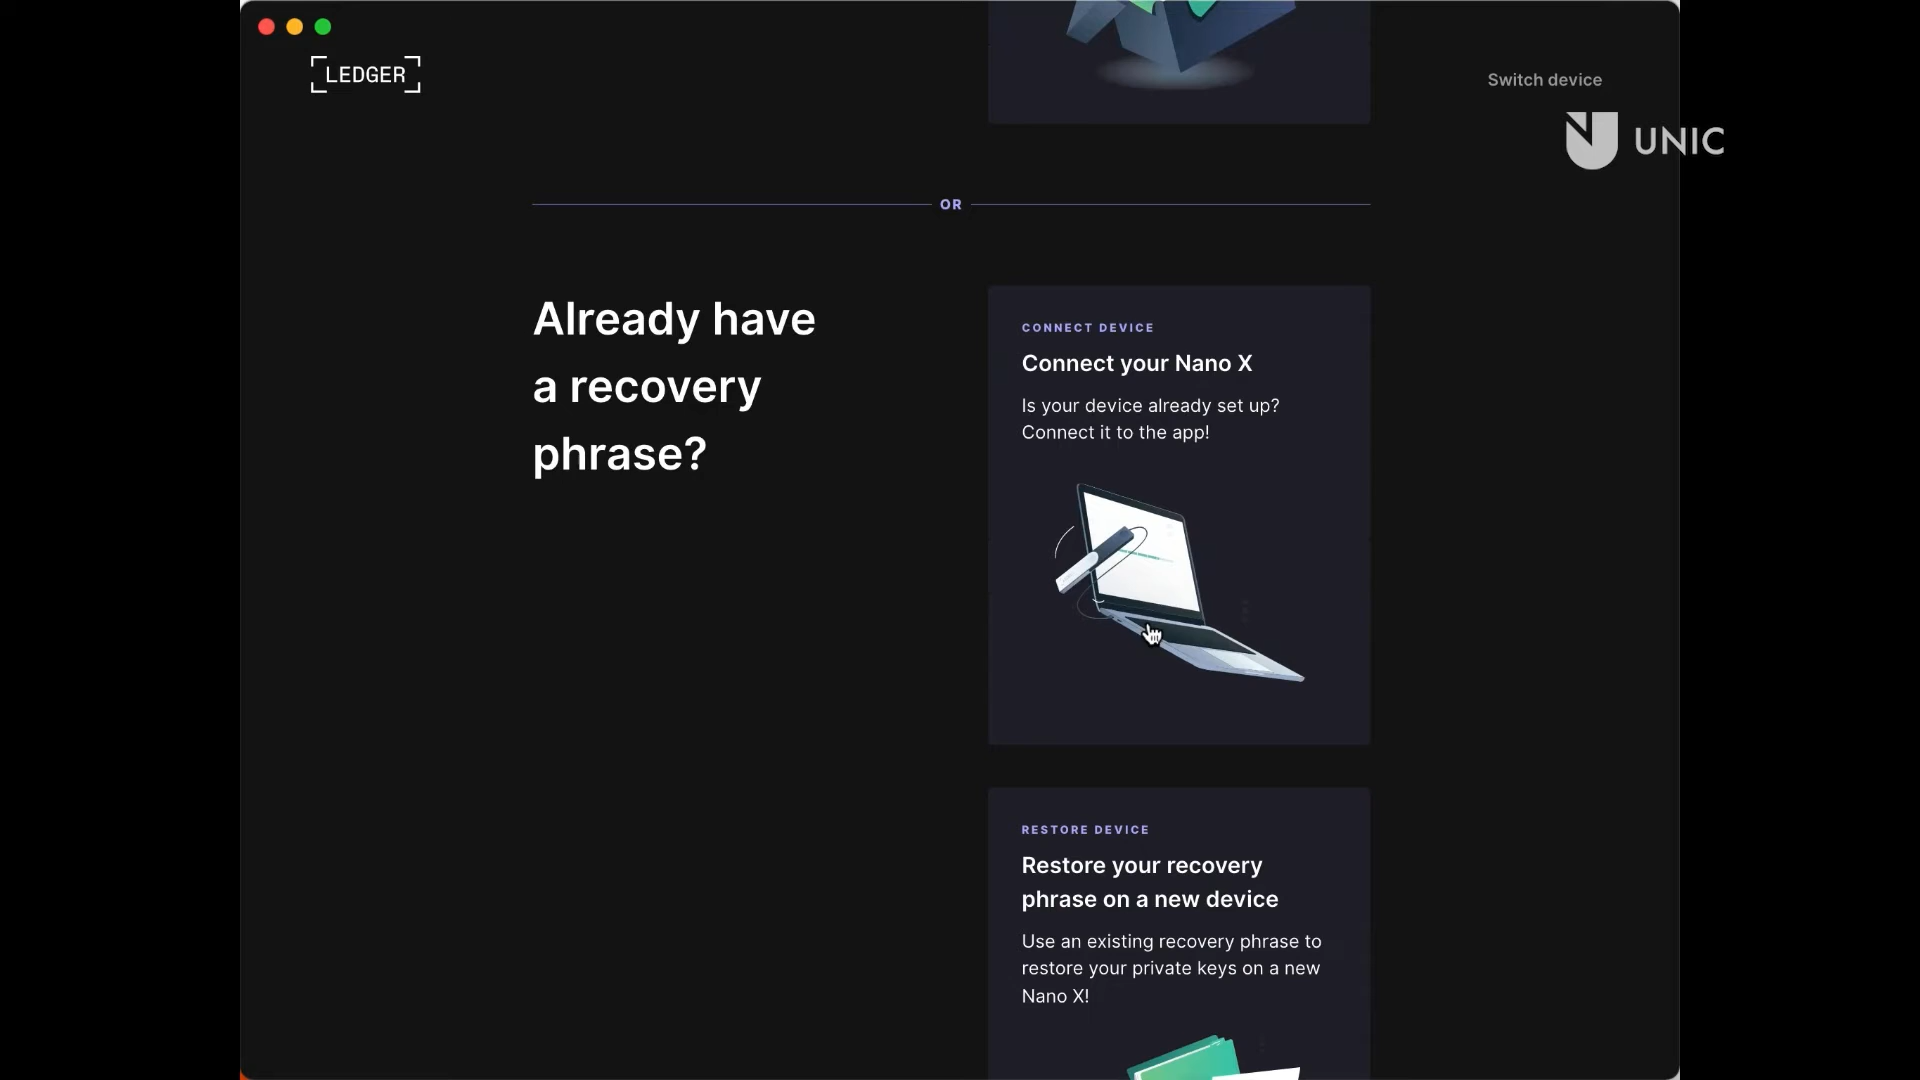 LEDGER
Switch device
UNIC
OR
Already have
a recovery
phrase?
CONNECT DEVICE
Connect your Nano X
Is your device already set up?
Connect it to the app!
RESTORE DEVICE
Restore your recovery
phrase on a new device
Use an existing recovery phrase to
restore your private keys on a new
Nano X!